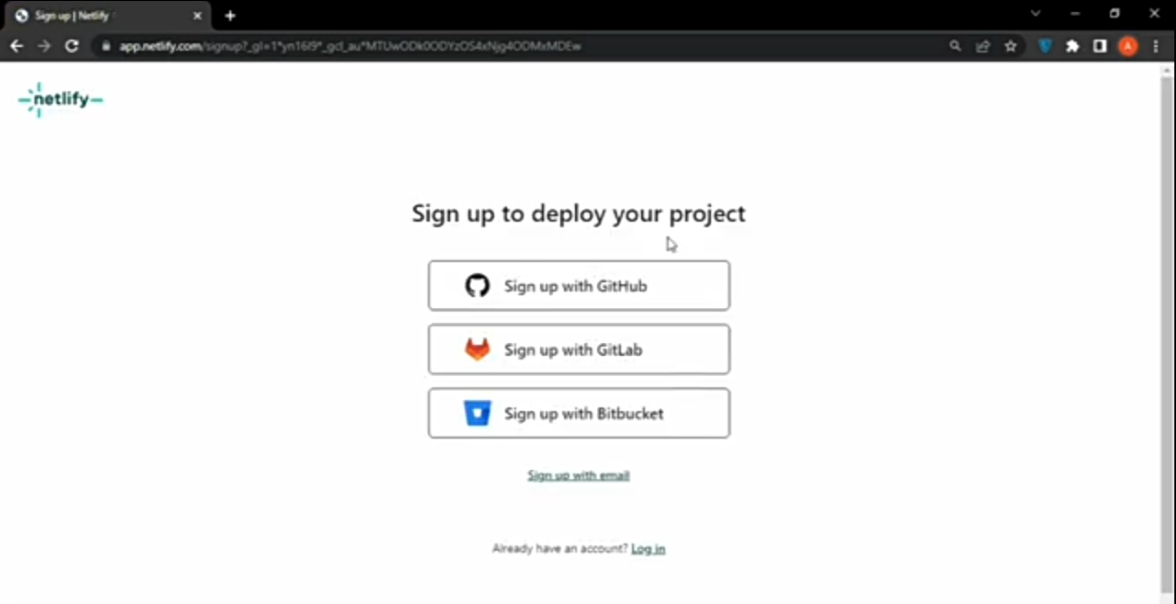 Sign up | Netlify
app.netlify.com/signup?_gl=1*yn16l9*_gcl_au*MTUwODk0ODYzOS4xNjg4ODMxMDEw
A
netlify
Sign up to deploy your project
Sign up with GitHub
Sign up with GitLab
Sign up with Bitbucket
Sign up with email
Already have an account? Log in